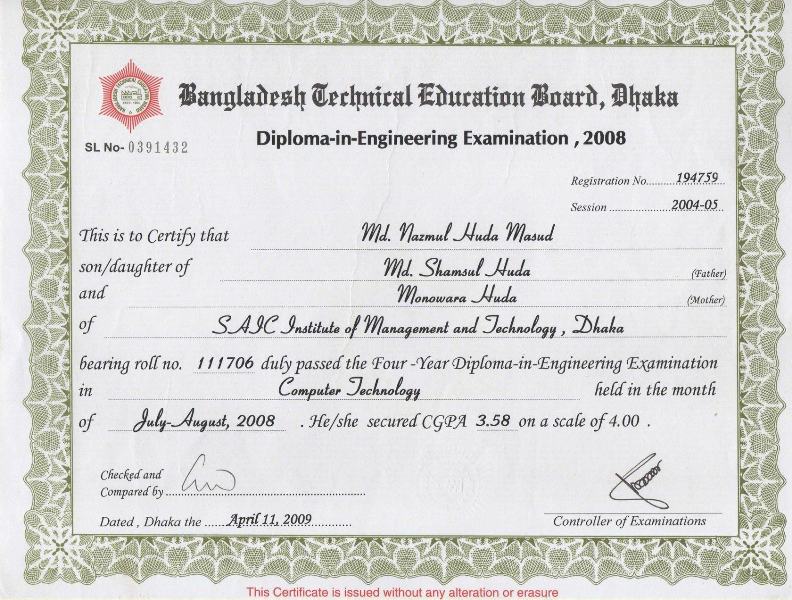 Bangladesh Technical Education Board, Dhaka
Diploma-in-Engineering Examination , 2008
SL No- 0391432
Registration No. 194759
Session 2004-05
This is to Certify that Md. Nazmul Huda Masud
son/daughter of Md. Shamsul Huda (Father)
and Monowara Huda (Mother)
of SAIC Institute of Management and Technology , Dhaka
bearing roll no. 111706 duly passed the Four -Year Diploma-in-Engineering Examination
in Computer Technology held in the month
of July-August, 2008 . He/she secured CGPA 3.58 on a scale of 4.00 .
Checked and
Compared by
Dated , Dhaka the April 11, 2009
Controller of Examinations
This Certificate is issued without any alteration or erasure